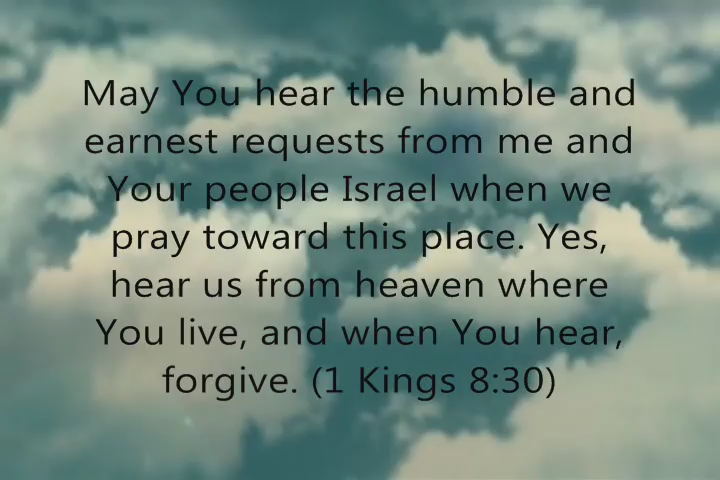 May You hear the humble and
earnest requests from me and
Your people Israel when we
pray toward this place. Yes,
hear us from heaven where
You live, and when You hear,
forgive. (1 Kings 8:30)